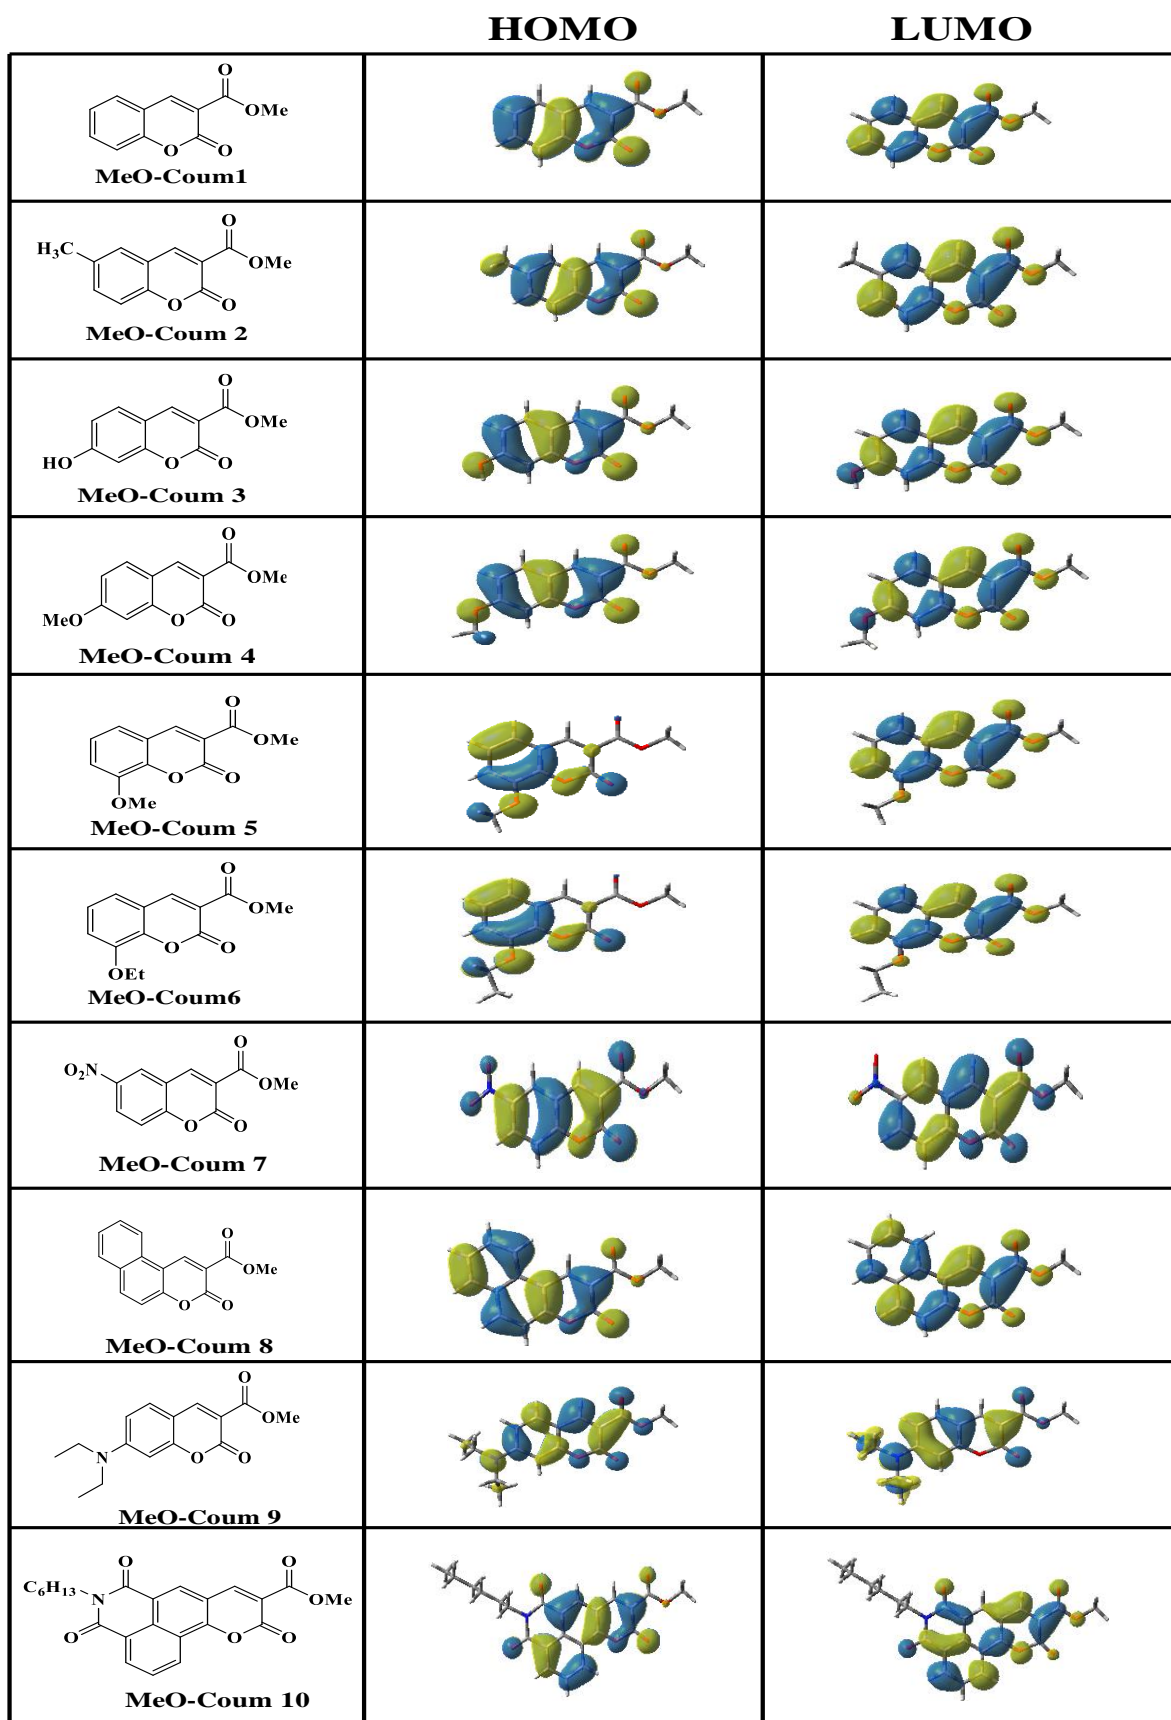 HOMO LUMO
O
OMe
O O
MeO-Coum1
O
H₃C
OMe
O O
MeO-Coum 2
O
OMe
HO O O
MeO-Coum 3
O
OMe
MeO O O
MeO-Coum 4
O
OMe
O O
OMe
MeO-Coum 5
O
OMe
O O
OEt
MeO-Coum6
O
O₂N
OMe
O O
MeO-Coum 7
O
OMe
O O
MeO-Coum 8
O
OMe
N O O
MeO-Coum 9
O O
C₆H₁₃ N OMe
O O O
MeO-Coum 10